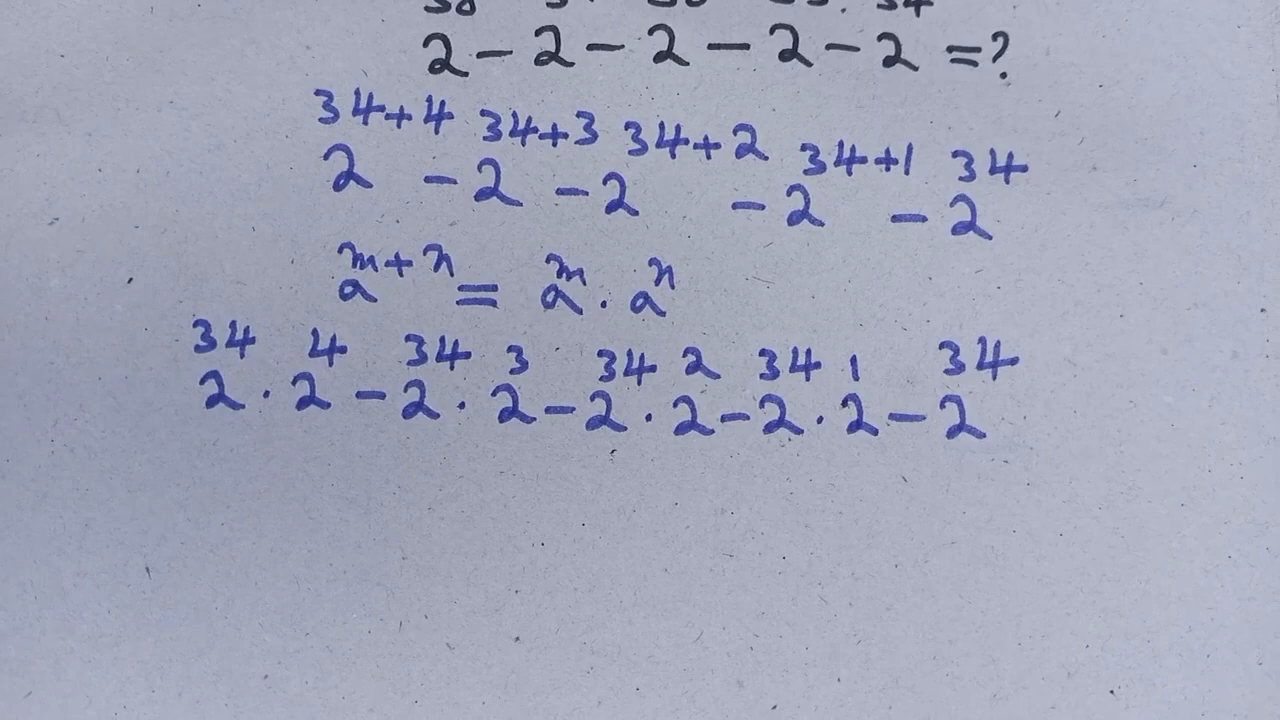 2 - 2 - 2 - 2 - 2 = ?
34+4 34+3 34+2 34+1 34
2 - 2 - 2 - 2 - 2
a^m+n = a^m . a^n
34 4 34 3 34 2 34 1 34
2 . 2 - 2 . 2 - 2 . 2 - 2 . 2 - 2